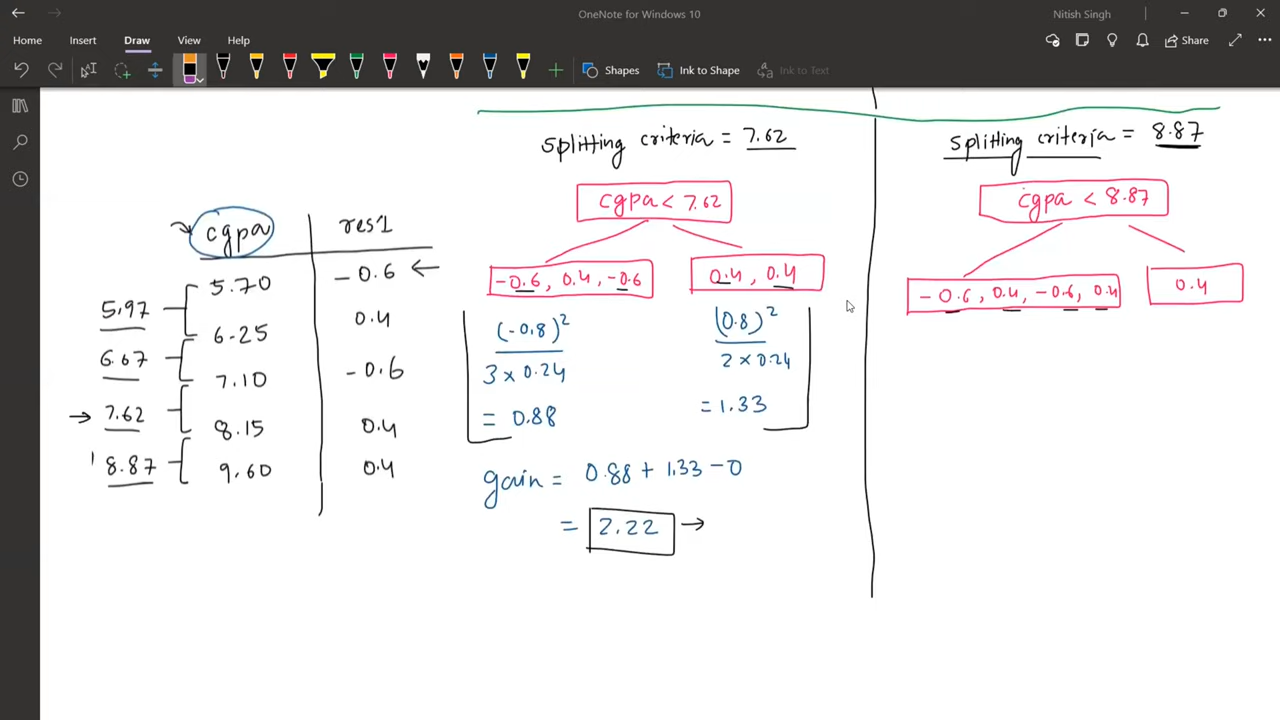 OneNote for Windows 10
Nitish Singh
Home Insert Draw View Help
Share
Shapes
Ink to Shape
Ink to Text
cgpa res1
5.70 -0.6
6.25 0.4
7.10 -0.6
8.15 0.4
9.60 0.4
5.97
6.67
7.62
8.87
Splitting criteria = 7.62
cgpa < 7.62
-0.6, 0.4, -0.6
0.4, 0.4
(-0.8)²
3 × 0.24
= 0.88
(0.8)²
2 × 0.24
= 1.33
gain = 0.88 + 1.33 - 0
= 2.22 →
Splitting criteria = 8.87
cgpa < 8.87
-0.6, 0.4, -0.6, 0.4
0.4